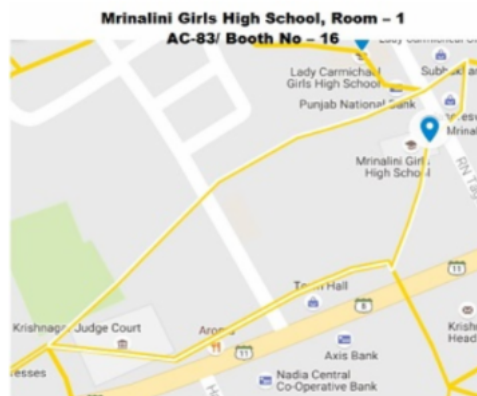 Mrinalini Girls High School, Room – 1
AC-83/ Booth No – 16
Lady Carmichael
Girls High School
Punjab National Bank
Mrinalini Girls
High School
11
Town Hall
8
Krishnagar Judge Court
11
Axis Bank
Nadia Central
Co-Operative Bank
Head